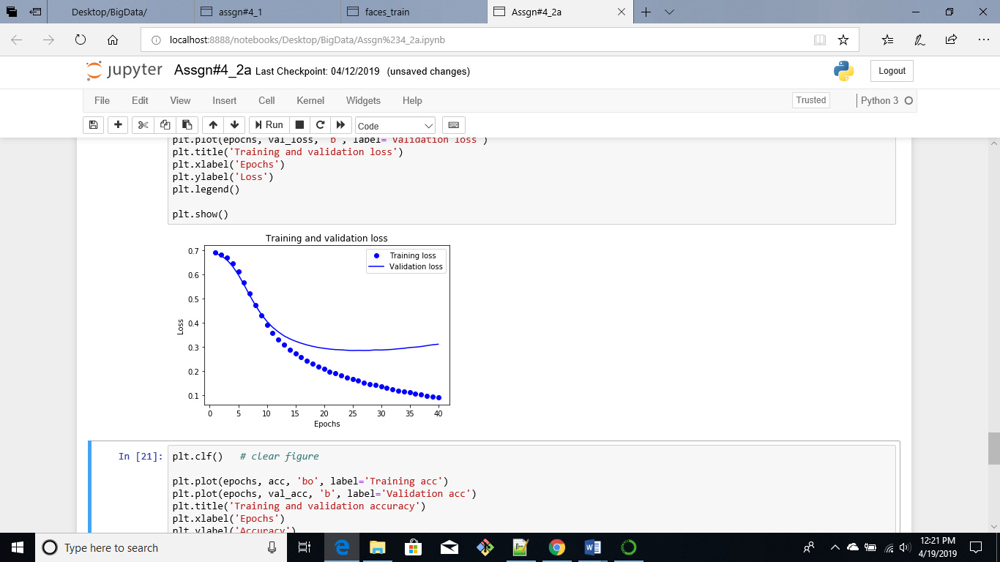 Desktop/BigData/
assgn#4_1
faces_train
Assgn#4_2a
localhost:8888/notebooks/Desktop/BigData/Assgn%234_2a.ipynb
jupyter Assgn#4_2a Last Checkpoint: 04/12/2019 (unsaved changes)
Logout
File Edit View Insert Cell Kernel Widgets Help
Trusted
Python 3
Run
Code
plt.plot(epochs, val_loss, 'b', label='Validation loss')
plt.title('Training and validation loss')
plt.xlabel('Epochs')
plt.ylabel('Loss')
plt.legend()
plt.show()
Training and validation loss
Training loss
Validation loss
0.7
0.6
0.5
0.4
0.3
0.2
0.1
Loss
0 5 10 15 20 25 30 35 40
Epochs
In [21]:
plt.clf() # clear figure
plt.plot(epochs, acc, 'bo', label='Training acc')
plt.plot(epochs, val_acc, 'b', label='Validation acc')
plt.title('Training and validation accuracy')
plt.xlabel('Epochs')
plt.ylabel('Accuracy')
Type here to search
12:21 PM
4/19/2019